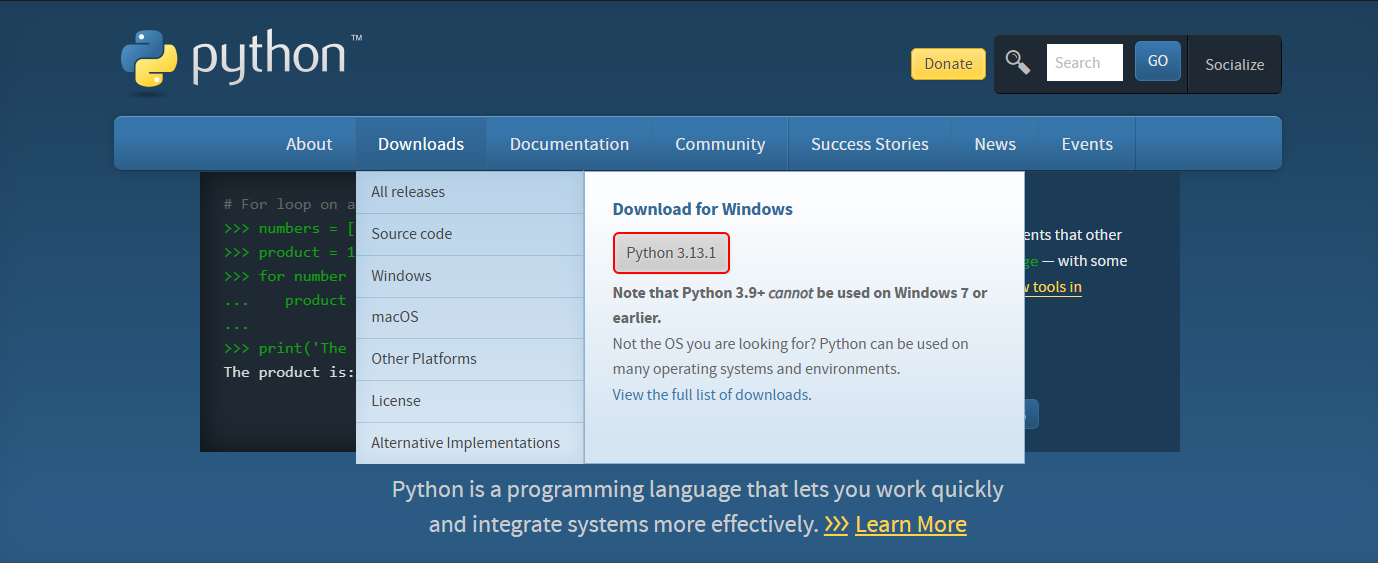 python™
Donate
Search
GO
Socialize
About
Downloads
Documentation
Community
Success Stories
News
Events
All releases
Source code
Windows
macOS
Other Platforms
License
Alternative Implementations
Download for Windows
Python 3.13.1
Note that Python 3.9+ cannot be used on Windows 7 or
earlier.
Not the OS you are looking for? Python can be used on
many operating systems and environments.
View the full list of downloads.
# For loop on a
>>> numbers = [
>>> product = 1
>>> for number
... product
...
>>> print('The
The product is:
ents that other
ge — with some
w tools in
Python is a programming language that lets you work quickly
and integrate systems more effectively. >>> Learn More